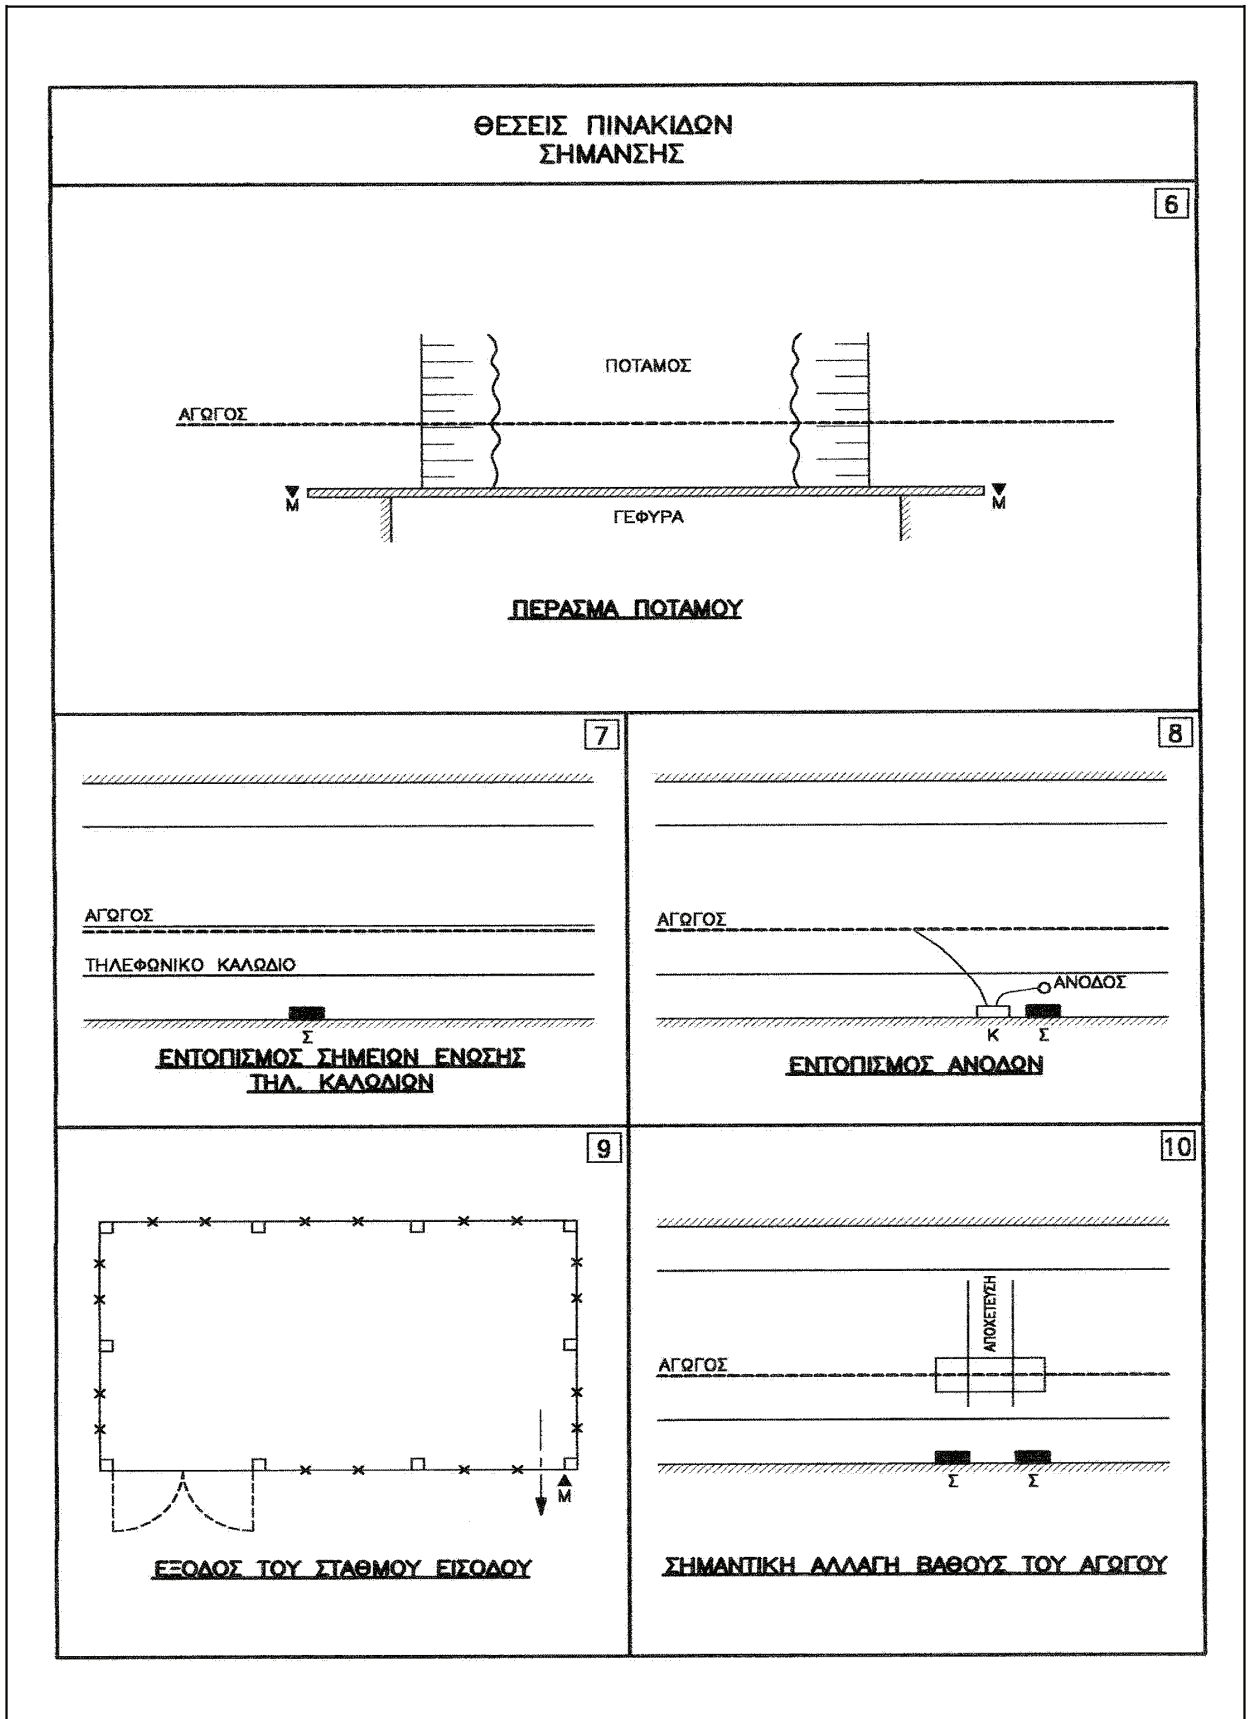 ΘΕΣΕΙΣ ΠΙΝΑΚΙΔΩΝ
ΣΗΜΑΝΣΗΣ
6
ΠΟΤΑΜΟΣ
ΑΓΩΓΟΣ
Μ
Μ
ΓΕΦΥΡΑ
ΠΕΡΑΣΜΑ ΠΟΤΑΜΟΥ
7
ΑΓΩΓΟΣ
ΤΗΛΕΦΩΝΙΚΟ ΚΑΛΩΔΙΟ
Σ
ΕΝΤΟΠΙΣΜΟΣ ΣΗΜΕΙΩΝ ΕΝΩΣΗΣ
ΤΗΛ. ΚΑΛΩΔΙΩΝ
8
ΑΓΩΓΟΣ
ΑΝΟΔΟΣ
Κ Σ
ΕΝΤΟΠΙΣΜΟΣ ΑΝΟΔΩΝ
9
Μ
ΕΞΟΔΟΣ ΤΟΥ ΣΤΑΘΜΟΥ ΕΙΣΟΔΟΥ
10
ΑΠΟΧΕΤΕΥΣΗ
ΑΓΩΓΟΣ
Σ Σ
ΣΗΜΑΝΤΙΚΗ ΑΛΛΑΓΗ ΒΑΘΟΥΣ ΤΟΥ ΑΓΩΓΟΥ